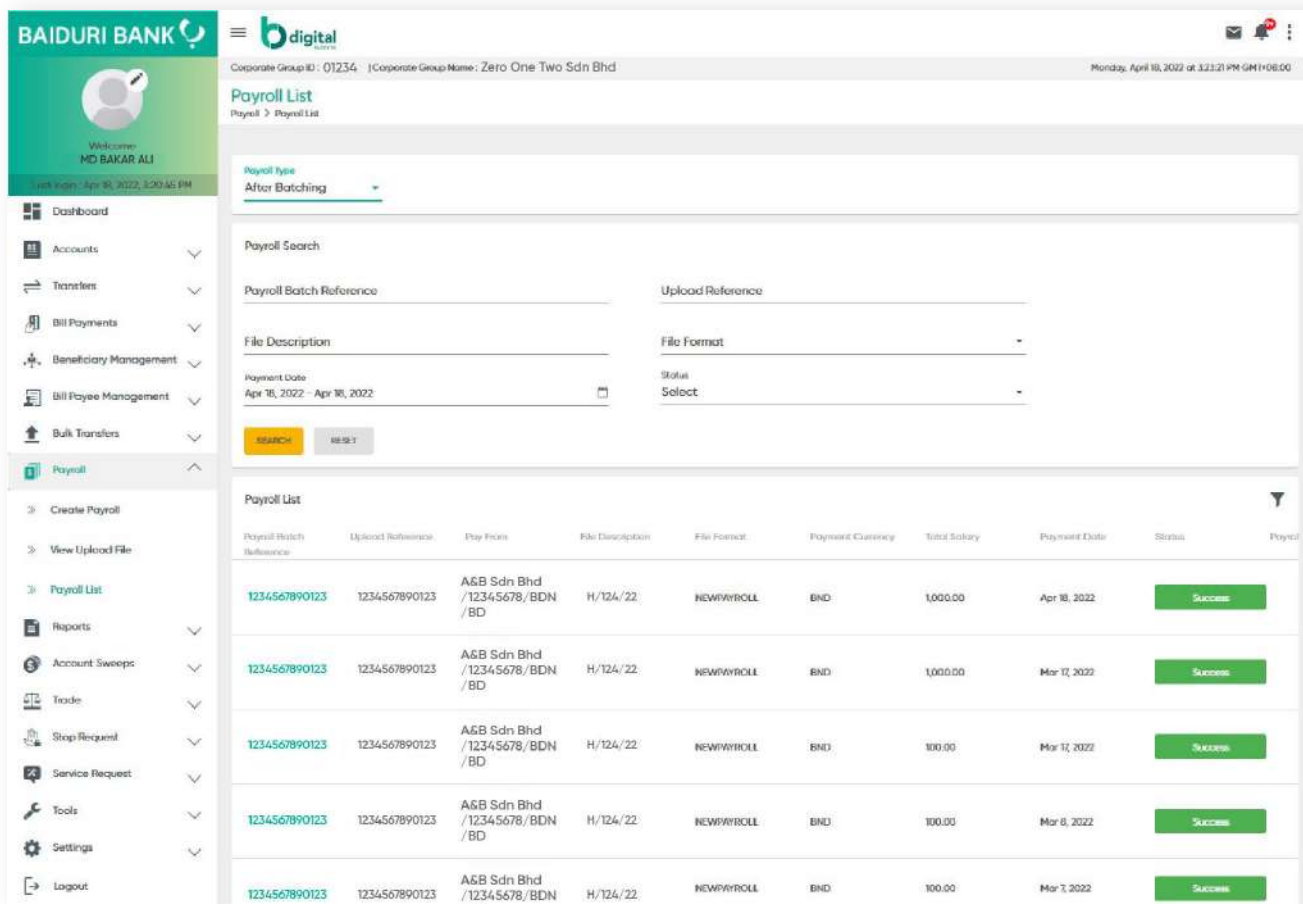 BAIDURI BANK
b digital
9+
Corporate Group ID : 01234 | Corporate Group Name : Zero One Two Sdn Bhd
Monday, April 18, 2022 at 3:23:21 PM GMT+08:00
Payroll List
Payroll > Payroll List
Welcome
MD BAKAR ALI
Last login : Apr 18, 2022, 3:20:46 PM
Dashboard
Accounts
Transfers
Bill Payments
Beneficiary Management
Bill Payee Management
Bulk Transfers
Payroll
Create Payroll
View Upload File
Payroll List
Reports
Account Sweeps
Trade
Stop Request
Service Request
Tools
Settings
Logout
Payroll Type
After Batching
Payroll Search
Payroll Batch Reference Upload Reference
File Description File Format
Payment Date Status
Apr 18, 2022 - Apr 18, 2022 Select
SEARCH RESET
Payroll List
Payroll Batch Upload Reference Pay From File Description File Format Payment Currency Total Salary Payment Date Status Payrol
Reference
A&B Sdn Bhd
1234567890123 1234567890123 /12345678/BDN H/124/22 NEWPAYROLL BND 1,000.00 Apr 18, 2022 Success
/BD
A&B Sdn Bhd
1234567890123 1234567890123 /12345678/BDN H/124/22 NEWPAYROLL BND 1,000.00 Mar 17, 2022 Success
/BD
A&B Sdn Bhd
1234567890123 1234567890123 /12345678/BDN H/124/22 NEWPAYROLL BND 100.00 Mar 17, 2022 Success
/BD
A&B Sdn Bhd
1234567890123 1234567890123 /12345678/BDN H/124/22 NEWPAYROLL BND 100.00 Mar 8, 2022 Success
/BD
A&B Sdn Bhd
1234567890123 1234567890123 /12345678/BDN H/124/22 NEWPAYROLL BND 100.00 Mar 7, 2022 Success